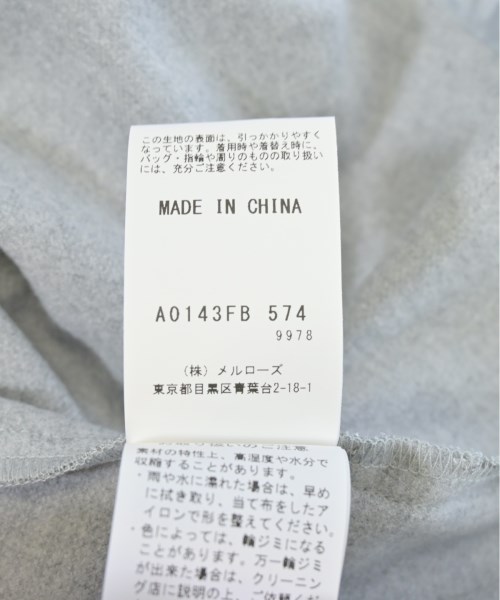 この生地の表面は、引っかかりやすく
なっています。着用時や着替え時に、
バッグ・指輪や周りのものの取り扱い
には、充分ご注意ください。
MADE IN CHINA
A0143FB 574
9978
(株) メルローズ
東京都目黒区青葉台2-18-1
素材の特性上、高湿度や水分で
収縮することがあります。
・雨や水に濡れた場合は、早め
に拭き取り、当て布をしたア
イロンで形を整えてください。
・色によっては、輪ジミになる
ことがあります。万一輪ジミ
が出来た場合は、クリーニン
グ店に説明の上、ご依頼くだ